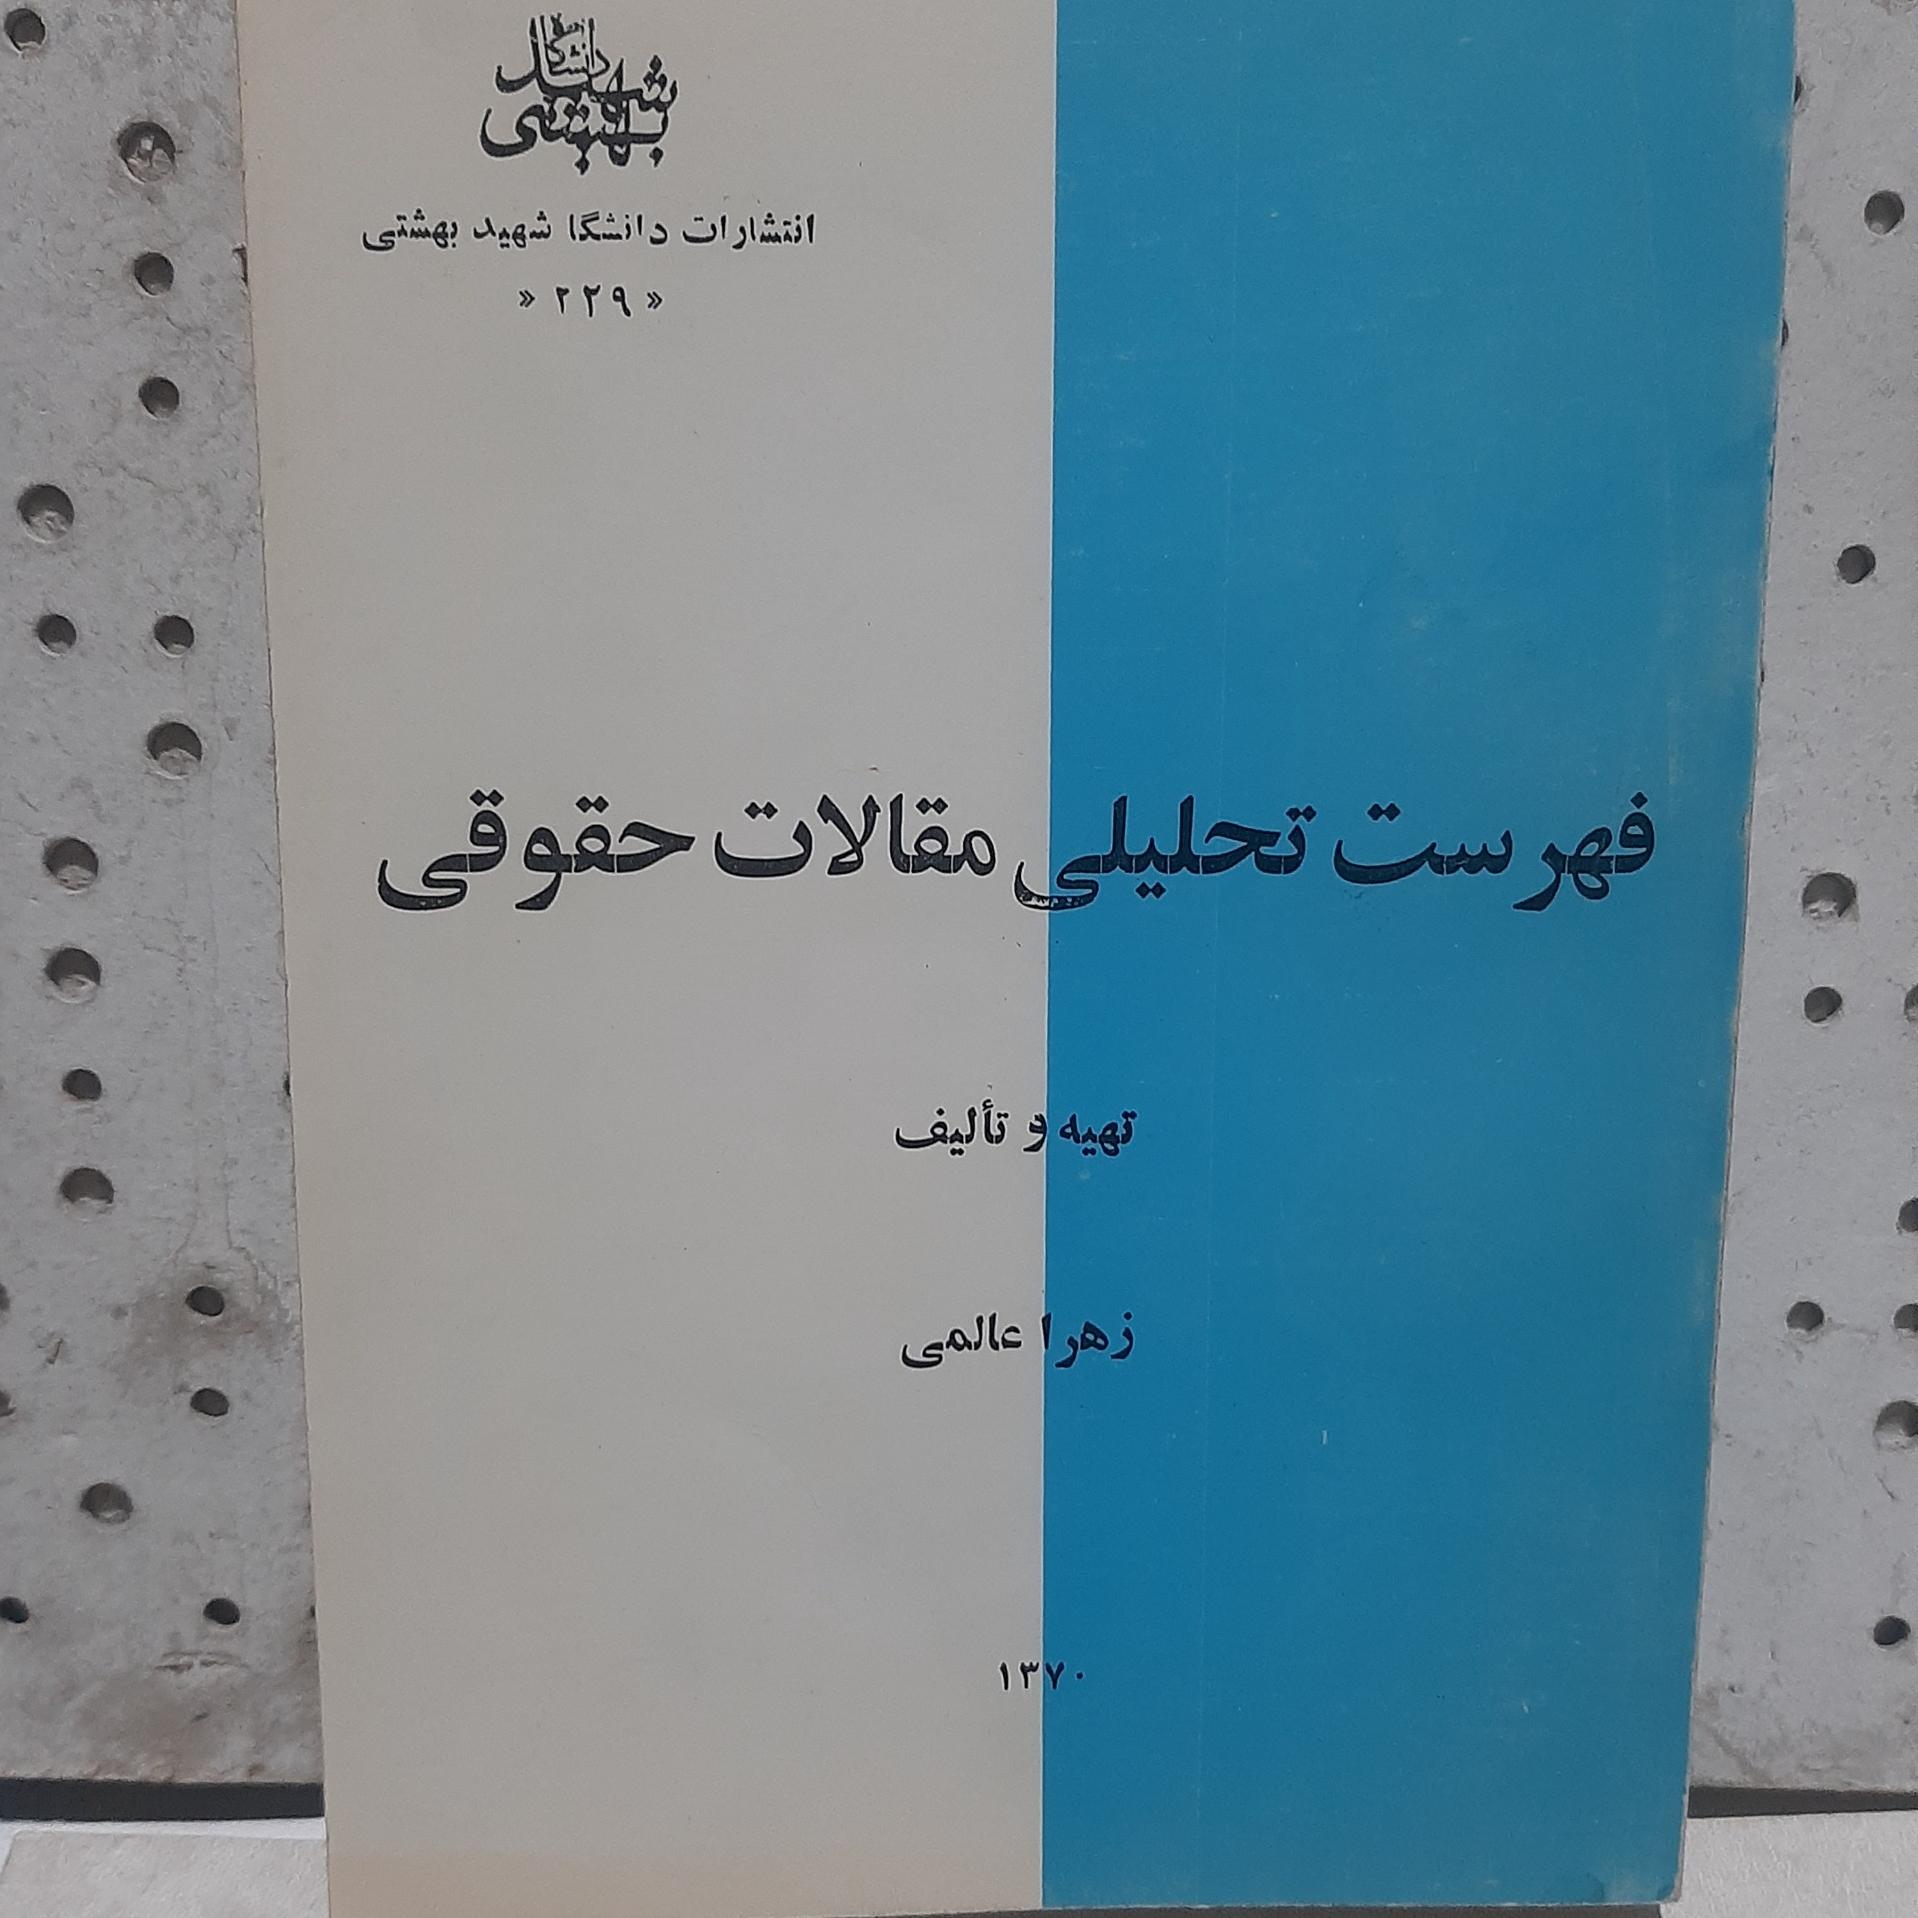 دانشگاه
شهید
بهشتی
انتشارات دانشگا شهید بهشتی
« ۲۲۹ »
فهرست تحلیلی مقالات حقوقی
تهیه و تألیف
زهرا عالمی
۱۳۷۰